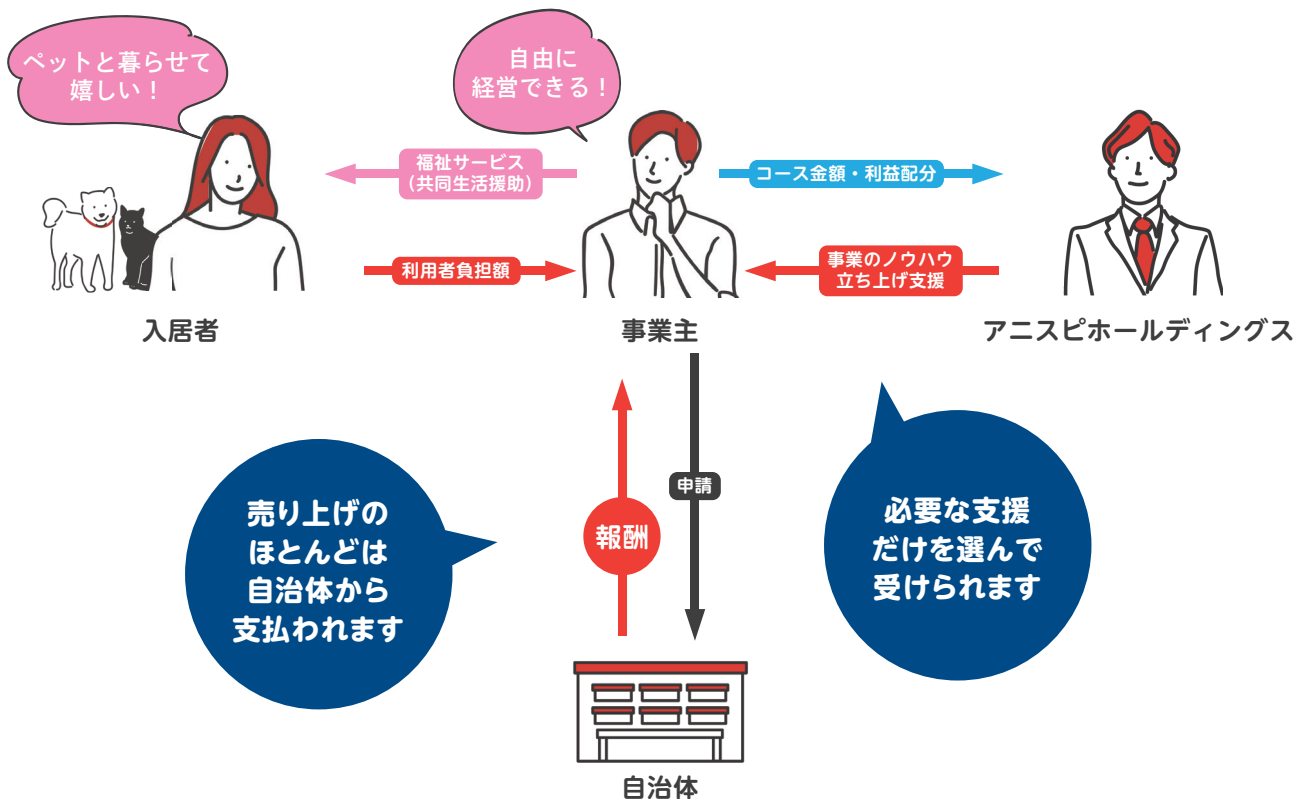 ペットと暮らせて
嬉しい！
自由に
経営できる！
福祉サービス
（共同生活援助）
コース金額・利益配分
利用者負担額
事業のノウハウ
立ち上げ支援
入居者
事業主
アニスピホールディングス
売り上げの
ほとんどは
自治体から
支払われます
報酬
申請
必要な支援
だけを選んで
受けられます
自治体